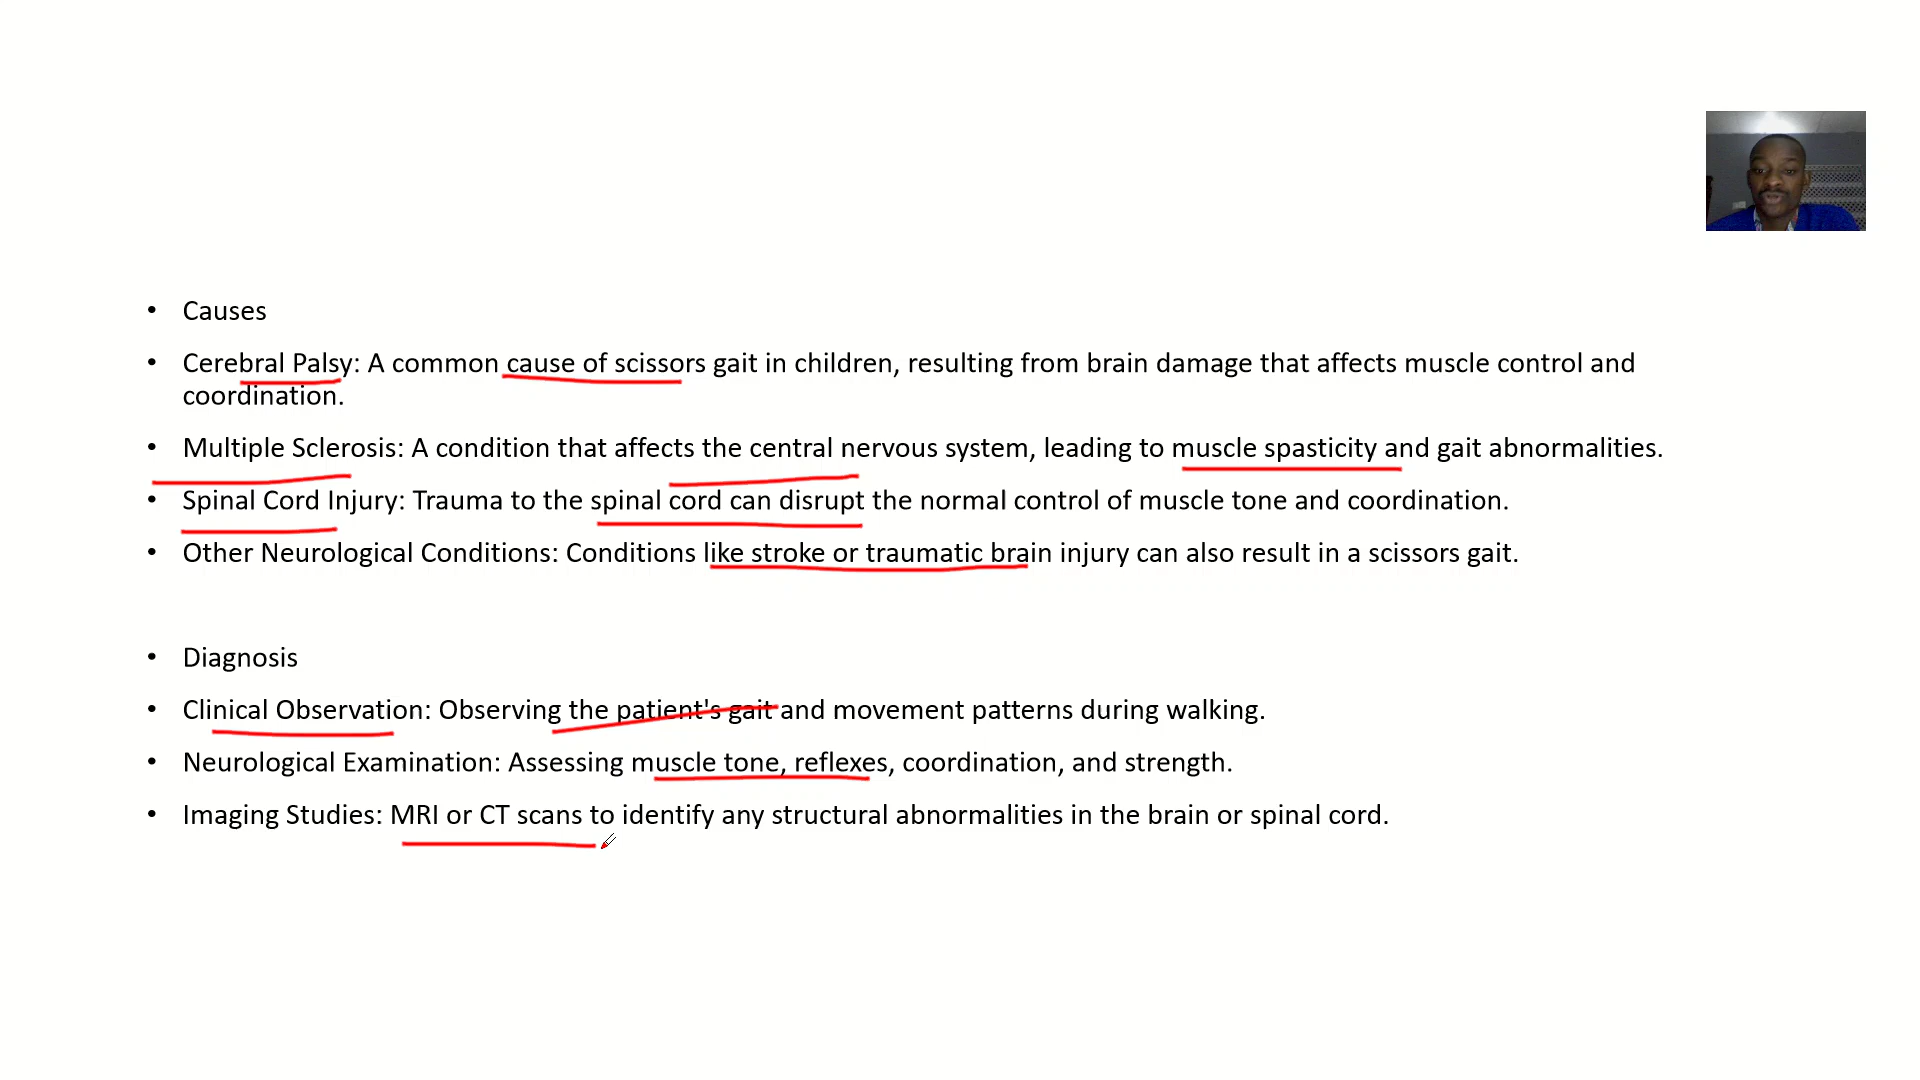 • Causes
• Cerebral Palsy: A common cause of scissors gait in children, resulting from brain damage that affects muscle control and
coordination.
• Multiple Sclerosis: A condition that affects the central nervous system, leading to muscle spasticity and gait abnormalities.
• Spinal Cord Injury: Trauma to the spinal cord can disrupt the normal control of muscle tone and coordination.
• Other Neurological Conditions: Conditions like stroke or traumatic brain injury can also result in a scissors gait.
• Diagnosis
• Clinical Observation: Observing the patient's gait and movement patterns during walking.
• Neurological Examination: Assessing muscle tone, reflexes, coordination, and strength.
• Imaging Studies: MRI or CT scans to identify any structural abnormalities in the brain or spinal cord.